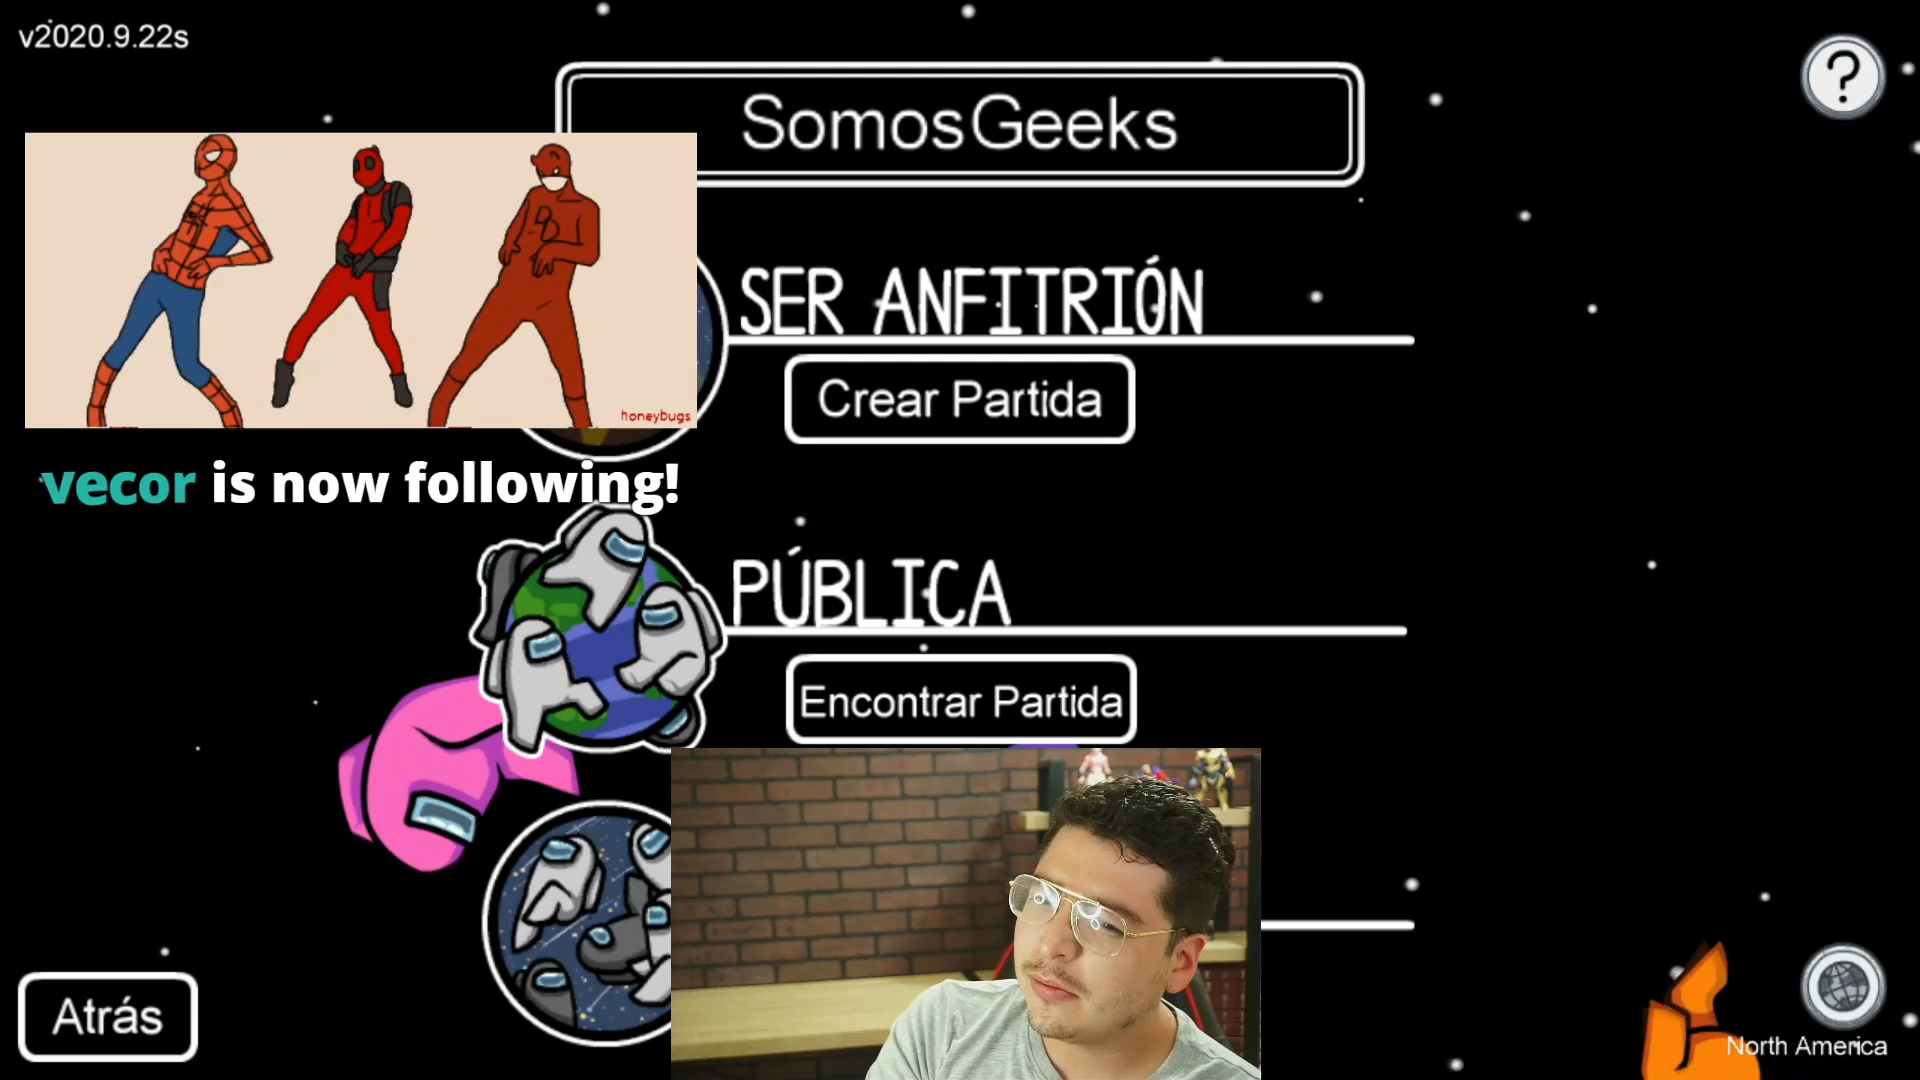 v2020.9.22s
SomosGeeks
SER ANFITRIÓN
Crear Partida
honeybugs
vecor is now following!
PÚBLICA
Encontrar Partida
Atrás
North America
?